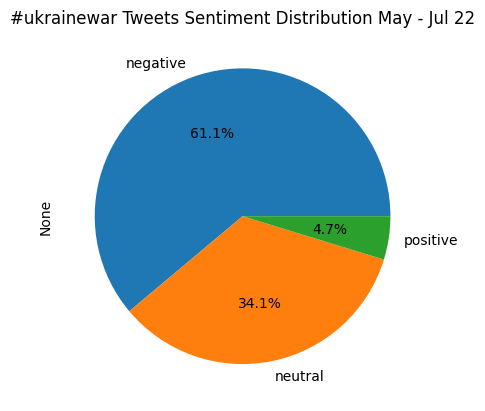 #ukrainewar Tweets Sentiment Distribution May - Jul 22
negative
61.1%
None
4.7%
positive
34.1%
neutral